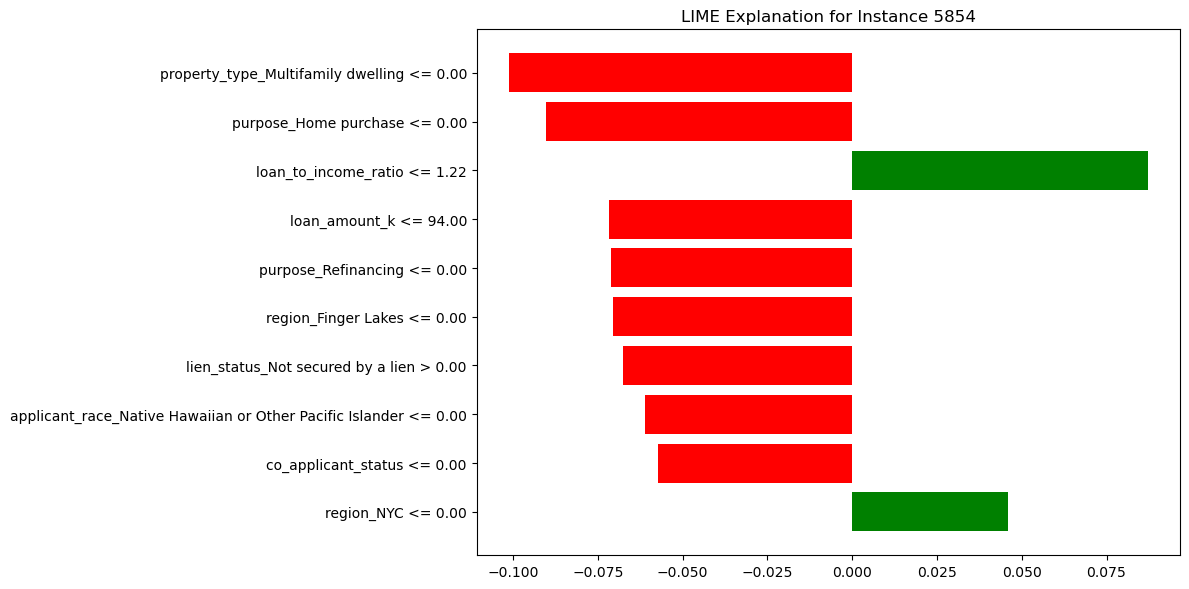 LIME Explanation for Instance 5854
property_type_Multifamily dwelling <= 0.00
purpose_Home purchase <= 0.00
loan_to_income_ratio <= 1.22
loan_amount_k <= 94.00
purpose_Refinancing <= 0.00
region_Finger Lakes <= 0.00
lien_status_Not secured by a lien > 0.00
applicant_race_Native Hawaiian or Other Pacific Islander <= 0.00
co_applicant_status <= 0.00
region_NYC <= 0.00
−0.100 −0.075 −0.050 −0.025 0.000 0.025 0.050 0.075